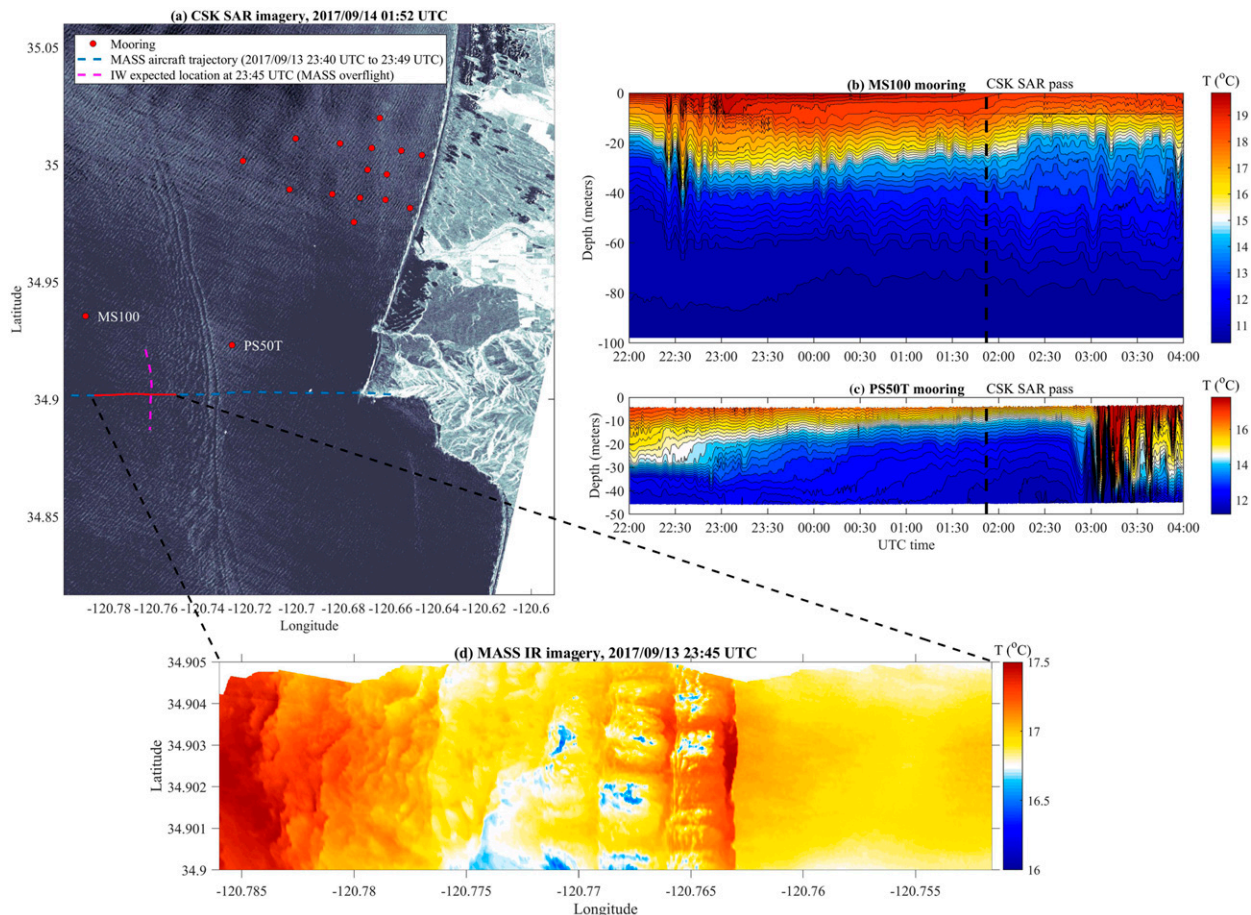 (a) CSK SAR imagery, 2017/09/14 01:52 UTC
Mooring
MASS aircraft trajectory (2017/09/13 23:40 UTC to 23:49 UTC)
IW expected location at 23:45 UTC (MASS overflight)
35.05
35
34.95
34.9
34.85
Latitude
MS100
PS50T
-120.78 -120.76 -120.74 -120.72 -120.7 -120.68 -120.66 -120.64 -120.62 -120.6
Longitude
(b) MS100 mooring CSK SAR pass
T (°C)
0
-20
-40
-60
-80
-100
Depth (meters)
22:00 22:30 23:00 23:30 00:00 00:30 01:00 01:30 02:00 02:30 03:00 03:30 04:00
19
18
17
16
15
14
13
12
11
(c) PS50T mooring CSK SAR pass
T (°C)
0
-10
-20
-30
-40
-50
Depth (meters)
22:00 22:30 23:00 23:30 00:00 00:30 01:00 01:30 02:00 02:30 03:00 03:30 04:00
UTC time
16
14
12
(d) MASS IR imagery, 2017/09/13 23:45 UTC
T (°C)
34.905
34.904
34.903
34.902
34.901
34.9
Latitude
-120.785 -120.78 -120.775 -120.77 -120.765 -120.76 -120.755
Longitude
17.5
17
16.5
16